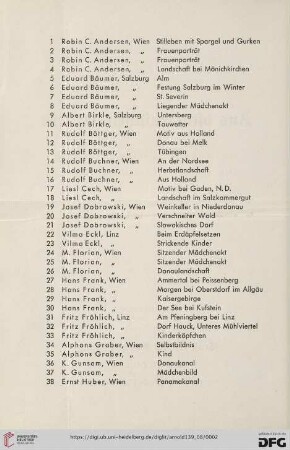 1 Robin C. Andersen, Wien Stilleben mit Spargel und Gurken
2 Robin C. Andersen, „ Frauenporträt
3 Robin C. Andersen, „ Frauenporträt
4 Robin C. Andersen, „ Landschaft bei Mönichkirchen
5 Eduard Bäumer, Salzburg Alm
6 Eduard Bäumer, „ Festung Salzburg im Winter
7 Eduard Bäumer, „ St. Severin
8 Eduard Bäumer, „ Liegender Mädchenakt
9 Albert Birkle, Salzburg Untersberg
10 Albert Birkle, „ Tauwetter
11 Rudolf Böttger, Wien Motiv aus Holland
12 Rudolf Böttger, „ Donau bei Melk
13 Rudolf Böttger, „ Tübingen
14 Rudolf Buchner, Wien An der Nordsee
15 Rudolf Buchner, „ Herbstlandschaft
16 Rudolf Buchner, „ Aus Holland
17 Liesl Cech, Wien Motiv bei Gaden, N.D.
18 Liesl Cech, „ Landschaft im Salzkammergut
19 Josef Dobrowski, Wien Weinkeller in Niederdonau
20 Josef Dobrowski, „ Verschneiter Wald
21 Josef Dobrowski, „ Slowakisches Dorf
22 Vilma Eckl, Linz Beim Erdäpfelsetzen
23 Vilma Eckl, „ Strickende Kinder
24 M. Florian, Wien Sitzender Mädchenakt
25 M. Florian, „ Sitzender Mädchenakt
26 M. Florian, „ Donaulandschaft
27 Hans Frank, Wien Ammertal bei Peissenberg
28 Hans Frank, „ Morgen bei Oberstdorf im Allgäu
29 Hans Frank, „ Kaisergebirge
30 Hans Frank, „ Der See bei Kufstein
31 Fritz Fröhlich, Linz Am Pfeningberg bei Linz
32 Fritz Fröhlich, „ Dorf Hauck, Unteres Mühlviertel
33 Fritz Fröhlich, „ Kinderköpfchen
34 Alphons Graber, Wien Selbstbildnis
35 Alphons Graber, „ Kind
36 K. Gunsam, Wien Donaukanal
37 K. Gunsam, „ Mädchenbild
38 Ernst Huber, Wien Panamakanal
https://digi.ub.uni-heidelberg.de/diglit/arnold139_68/0002
DFG